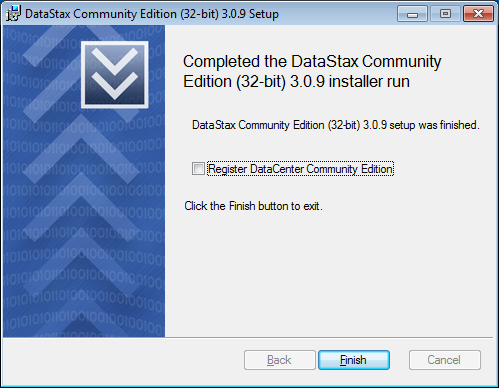 DataStax Community Edition (32-bit) 3.0.9 Setup
Completed the DataStax Community
Edition (32-bit) 3.0.9 installer run
DataStax Community Edition (32-bit) 3.0.9 setup was finished.
Register DataCenter Community Edition
Click the Finish button to exit.
Back
Finish
Cancel